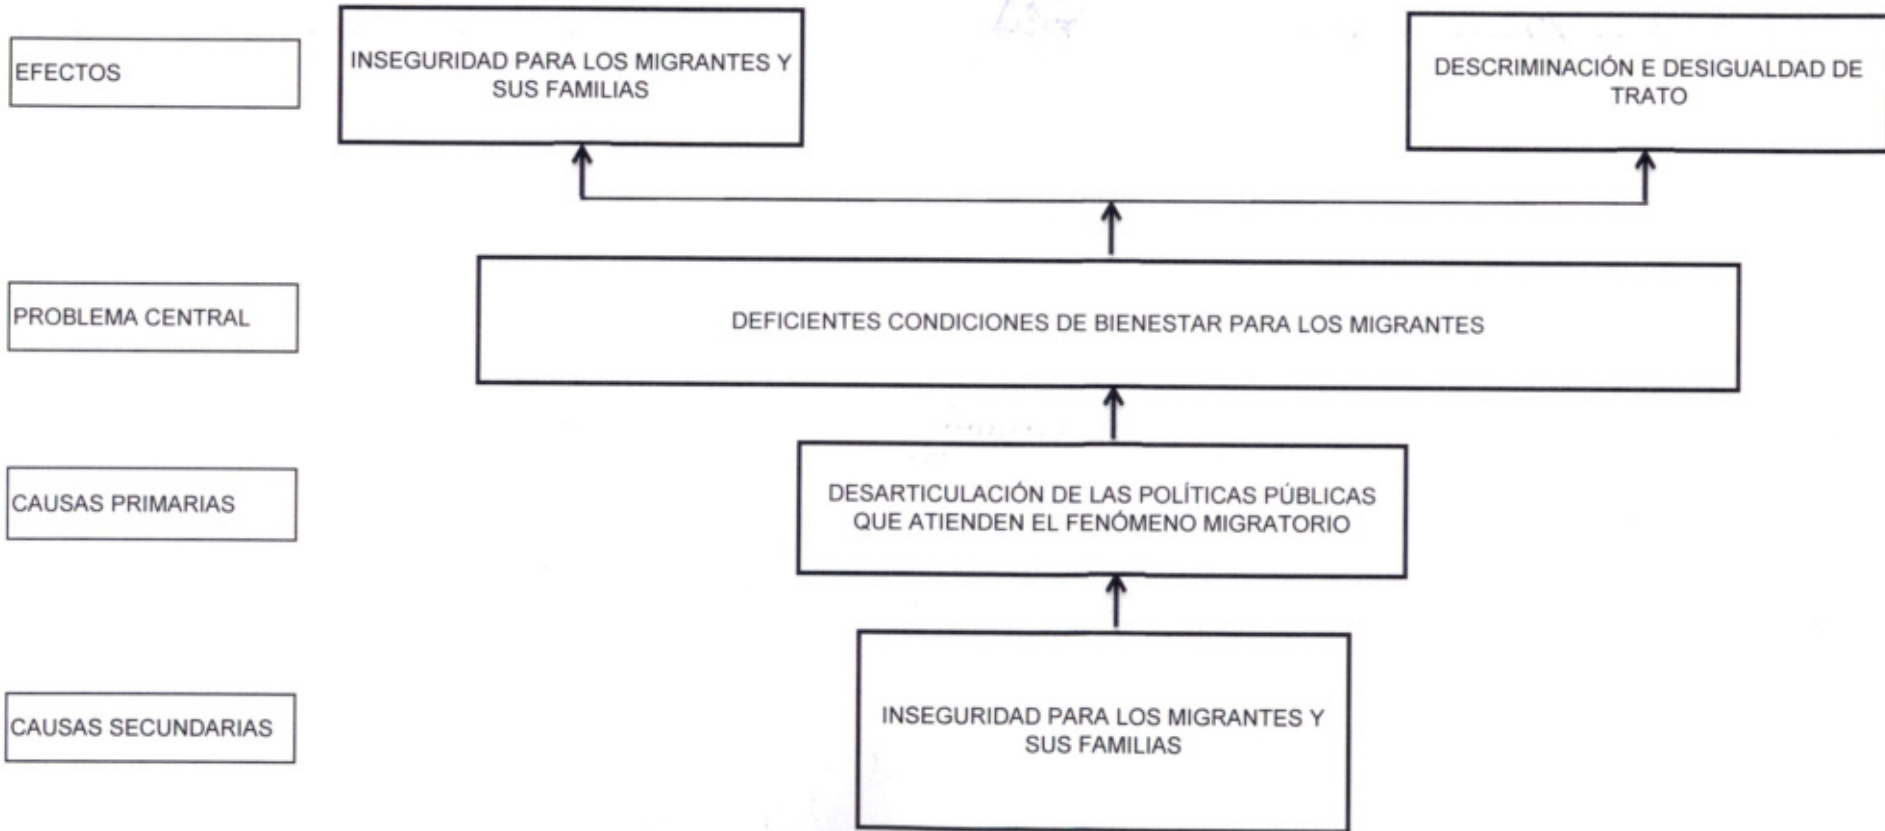 EFECTOS
INSEGURIDAD PARA LOS MIGRANTES Y
SUS FAMILIAS
DESCRIMINACIÓN E DESIGUALDAD DE
TRATO
PROBLEMA CENTRAL
DEFICIENTES CONDICIONES DE BIENESTAR PARA LOS MIGRANTES
CAUSAS PRIMARIAS
DESARTICULACIÓN DE LAS POLÍTICAS PÚBLICAS
QUE ATIENDEN EL FENÓMENO MIGRATORIO
CAUSAS SECUNDARIAS
INSEGURIDAD PARA LOS MIGRANTES Y
SUS FAMILIAS